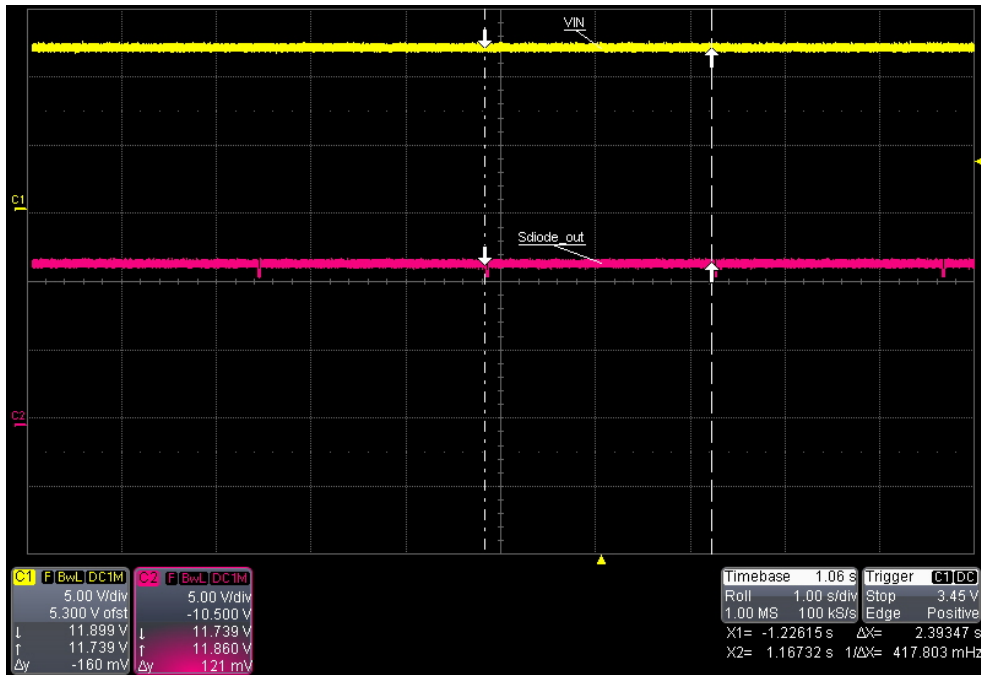 VIN
C1
Sdiode_out
C2
C1 F BwL DC1M
5.00 V/div
5.300 V ofst
↓ 11.899 V
↑ 11.739 V
Δy -160 mV
C2 F BwL DC1M
5.00 V/div
-10.500 V
↓ 11.739 V
↑ 11.860 V
Δy 121 mV
Timebase 1.06 s
Roll 1.00 s/div
1.00 MS 100 kS/s
Trigger C1 DC
Stop 3.45 V
Edge Positive
X1= -1.22615 s ΔX= 2.39347 s
X2= 1.16732 s 1/ΔX= 417.803 mHz